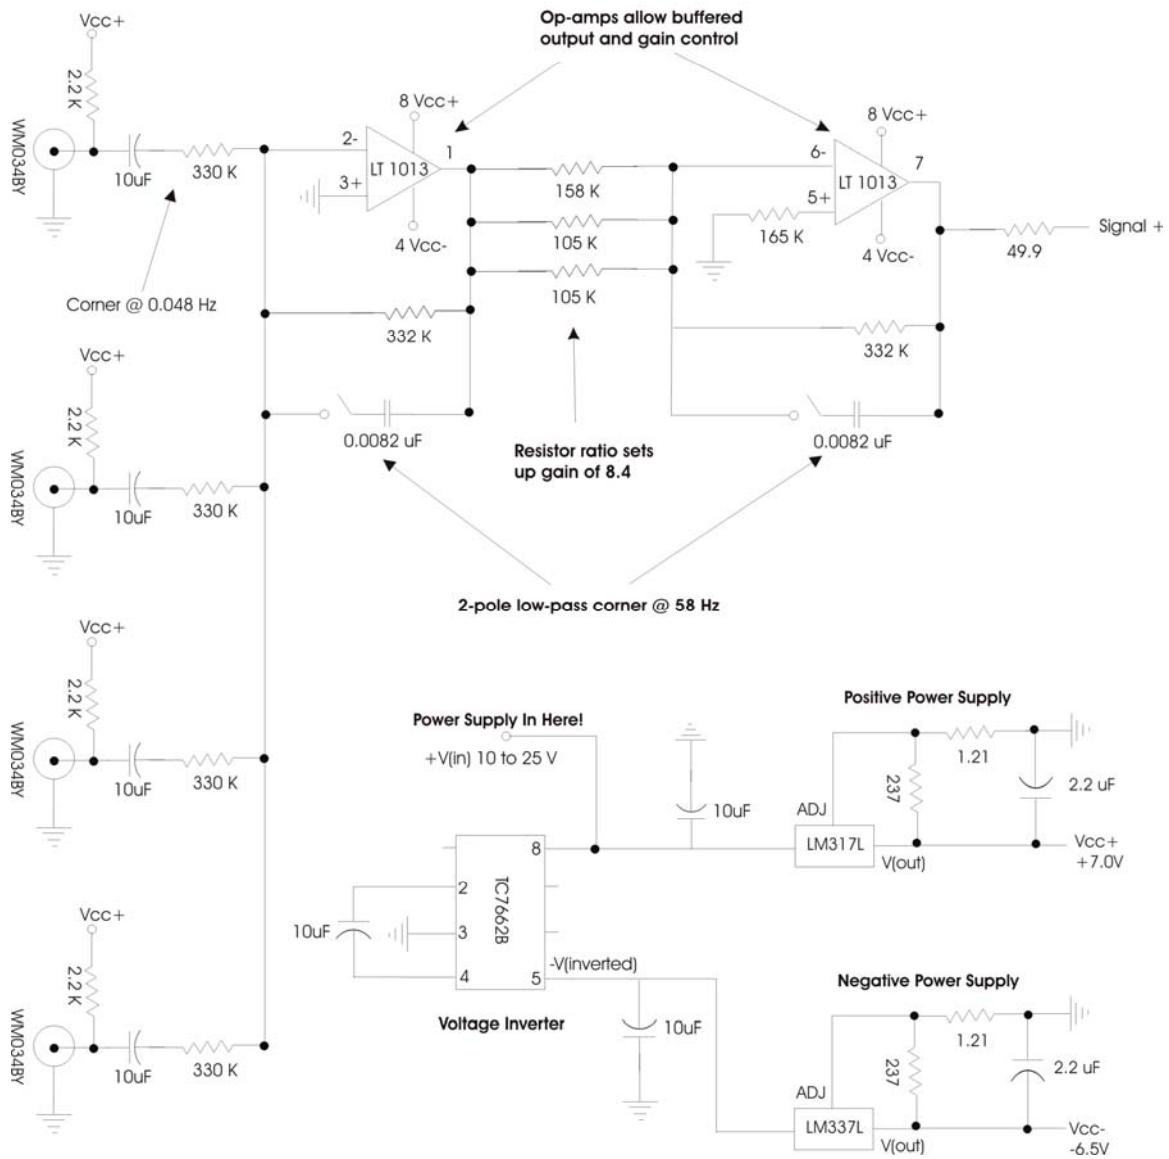 Op-amps allow buffered
output and gain control
Vcc+
2.2 K
WM034BY
10uF
330 K
Corner @ 0.048 Hz
8 Vcc+
2-
1
LT 1013
3+
4 Vcc-
158 K
105 K
105 K
332 K
0.0082 uF
8 Vcc+
6-
7
LT 1013
5+
165 K
4 Vcc-
49.9
Signal +
332 K
0.0082 uF
Resistor ratio sets
up gain of 8.4
2-pole low-pass corner @ 58 Hz
Vcc+
2.2 K
WM034BY
10uF
330 K
Vcc+
2.2 K
WM034BY
10uF
330 K
Vcc+
2.2 K
WM034BY
10uF
330 K
Power Supply In Here!
+V(in) 10 to 25 V
10uF
8
2
TC7662B
10uF
3
4
5
-V(inverted)
Voltage Inverter
10uF
Positive Power Supply
1.21
237
2.2 uF
ADJ
LM317L
V(out)
Vcc+
+7.0V
Negative Power Supply
1.21
237
2.2 uF
ADJ
LM337L
V(out)
Vcc-
-6.5V